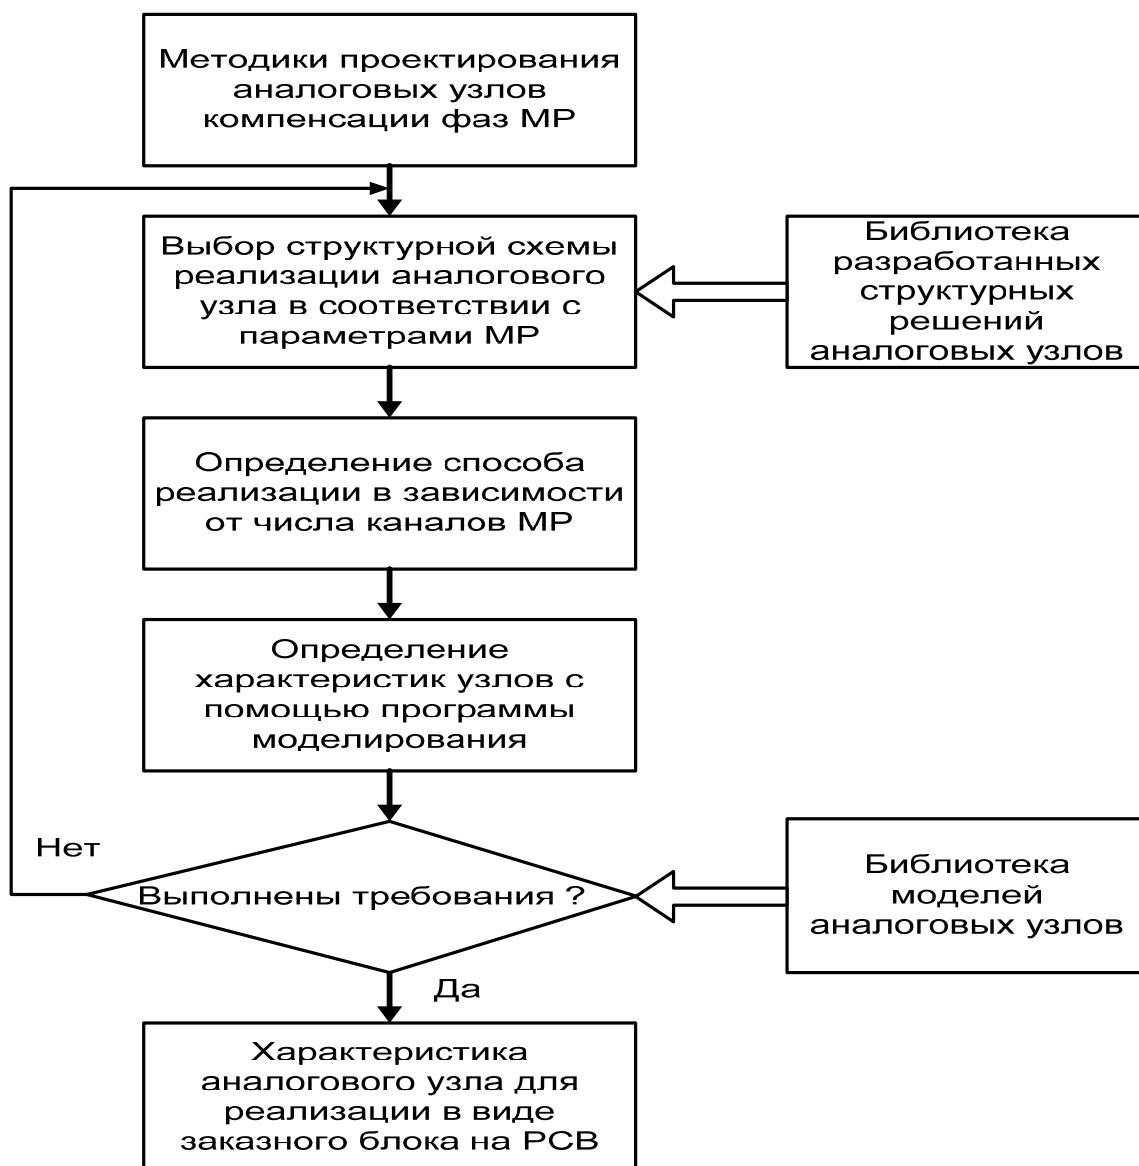 Методики проектирования
аналоговых узлов
компенсации фаз МР
Выбор структурной схемы
реализации аналогового
узла в соответствии с
параметрами МР
Библиотека
разработанных
структурных
решений
аналоговых узлов
Определение способа
реализации в зависимости
от числа каналов МР
Определение
характеристик узлов с
помощью программы
моделирования
Нет
Выполнены требования ?
Библиотека
моделей
аналоговых узлов
Да
Характеристика
аналогового узла для
реализации в виде
заказного блока на РСВ